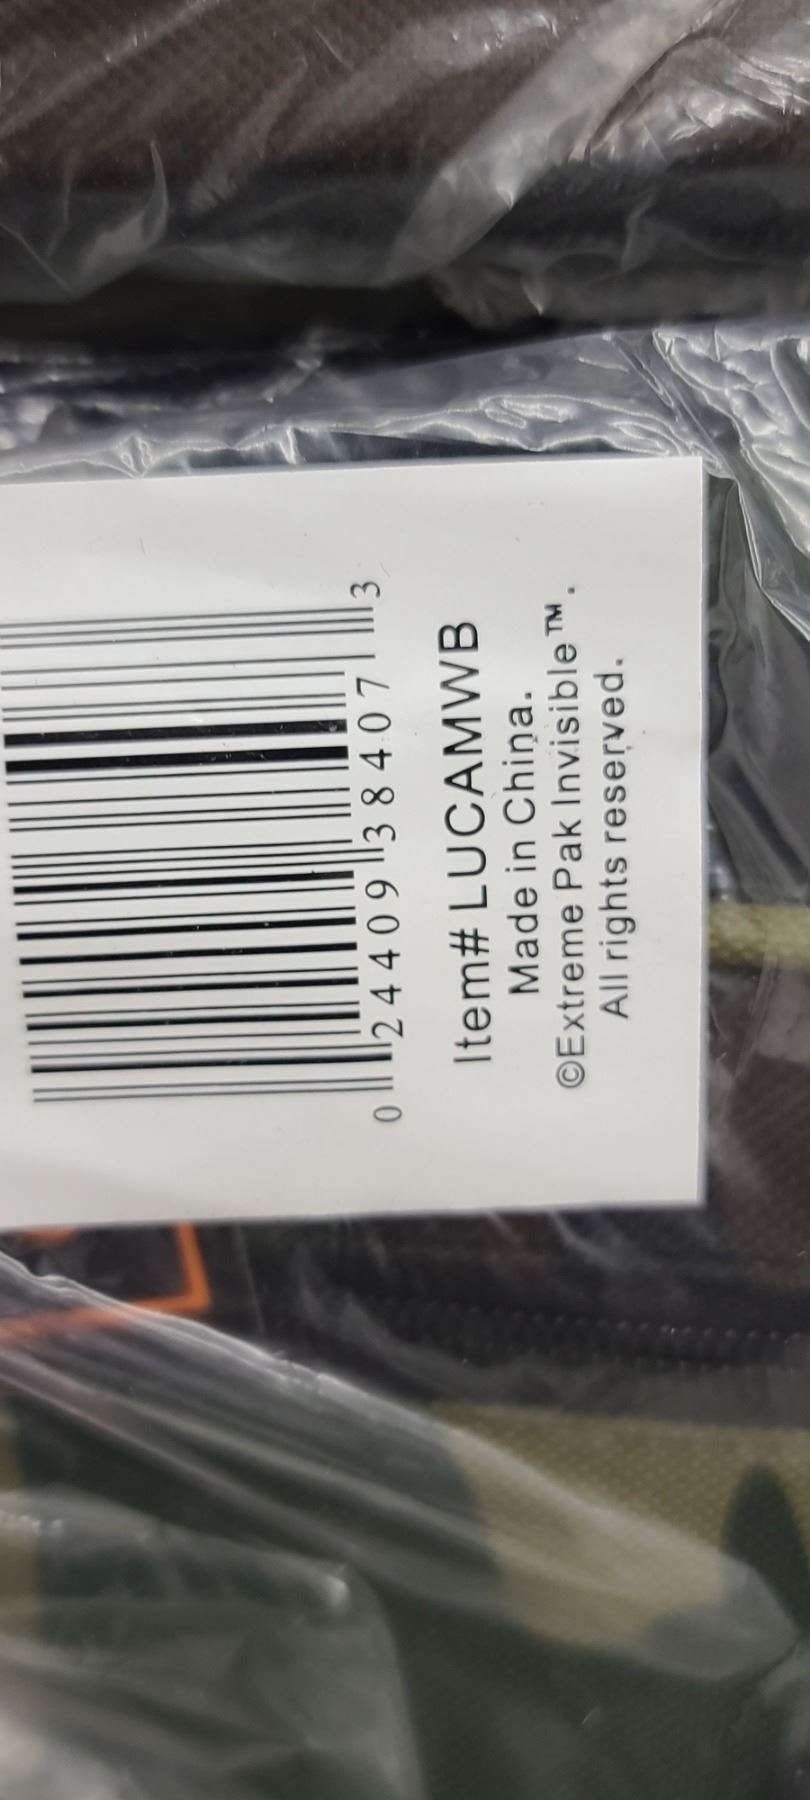 0 24409 38407 3
Item# LUCAMWB
Made in China.
©Extreme Pak Invisible™.
All rights reserved.